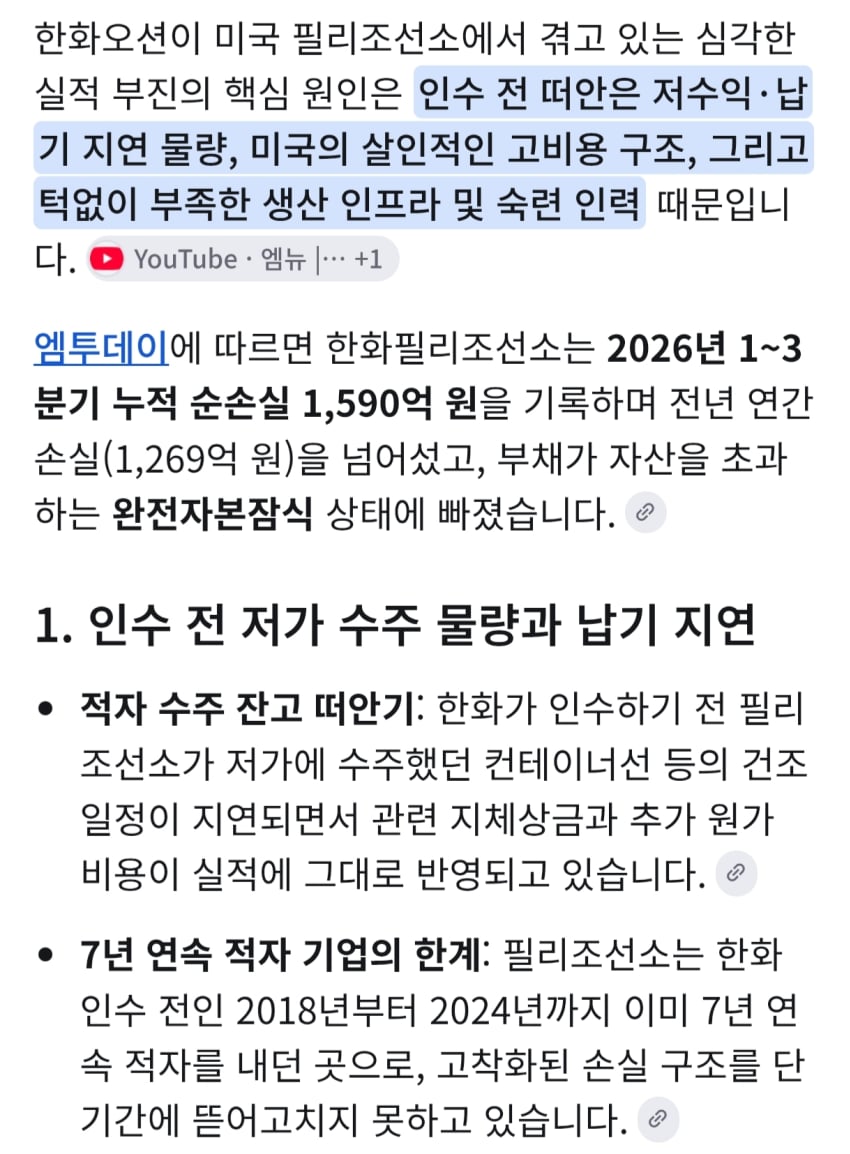 한화오션이 미국 필리조선소에서 겪고 있는 심각한
실적 부진의 핵심 원인은 인수 전 떠안은 저수익·납
기 지연 물량, 미국의 살인적인 고비용 구조, 그리고
턱없이 부족한 생산 인프라 및 숙련 인력 때문입니
다. YouTube · 엠뉴 |··· +1
엠투데이에 따르면 한화필리조선소는 2026년 1~3
분기 누적 순손실 1,590억 원을 기록하며 전년 연간
손실(1,269억 원)을 넘어섰고, 부채가 자산을 초과
하는 완전자본잠식 상태에 빠졌습니다.
1. 인수 전 저가 수주 물량과 납기 지연
• 적자 수주 잔고 떠안기: 한화가 인수하기 전 필리
조선소가 저가에 수주했던 컨테이너선 등의 건조
일정이 지연되면서 관련 지체상금과 추가 원가
비용이 실적에 그대로 반영되고 있습니다.
• 7년 연속 적자 기업의 한계: 필리조선소는 한화
인수 전인 2018년부터 2024년까지 이미 7년 연
속 적자를 내던 곳으로, 고착화된 손실 구조를 단
기간에 뜯어고치지 못하고 있습니다.